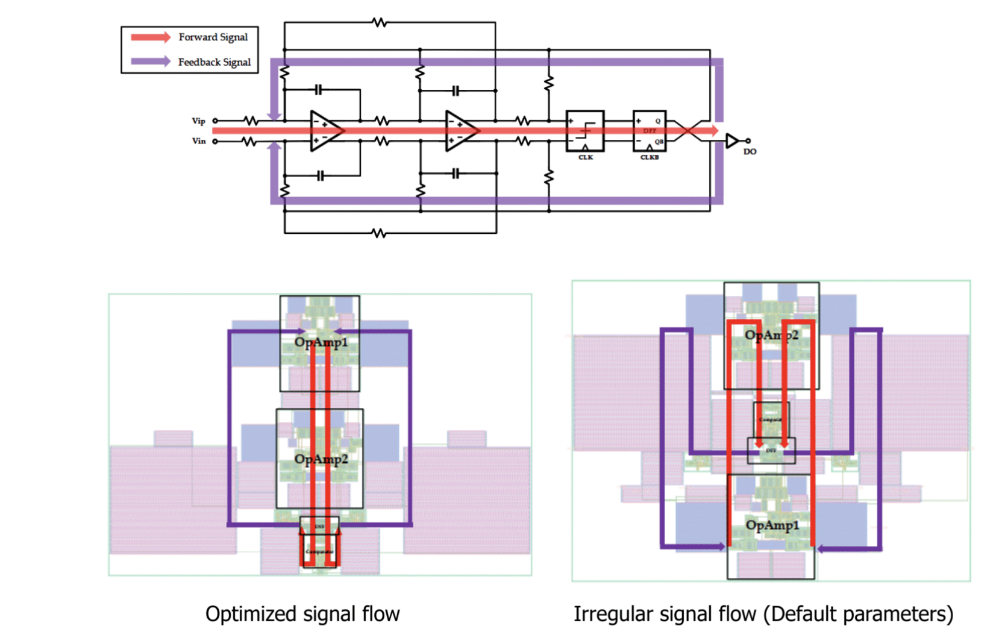 Forward Signal
Feedback Signal
Vip
Vin
CLK
DFF
Q
QB
CLKB
DO
OpAmp1
OpAmp2
DFF
Comparator
OpAmp2
Comparator
DFF
OpAmp1
Optimized signal flow
Irregular signal flow (Default parameters)